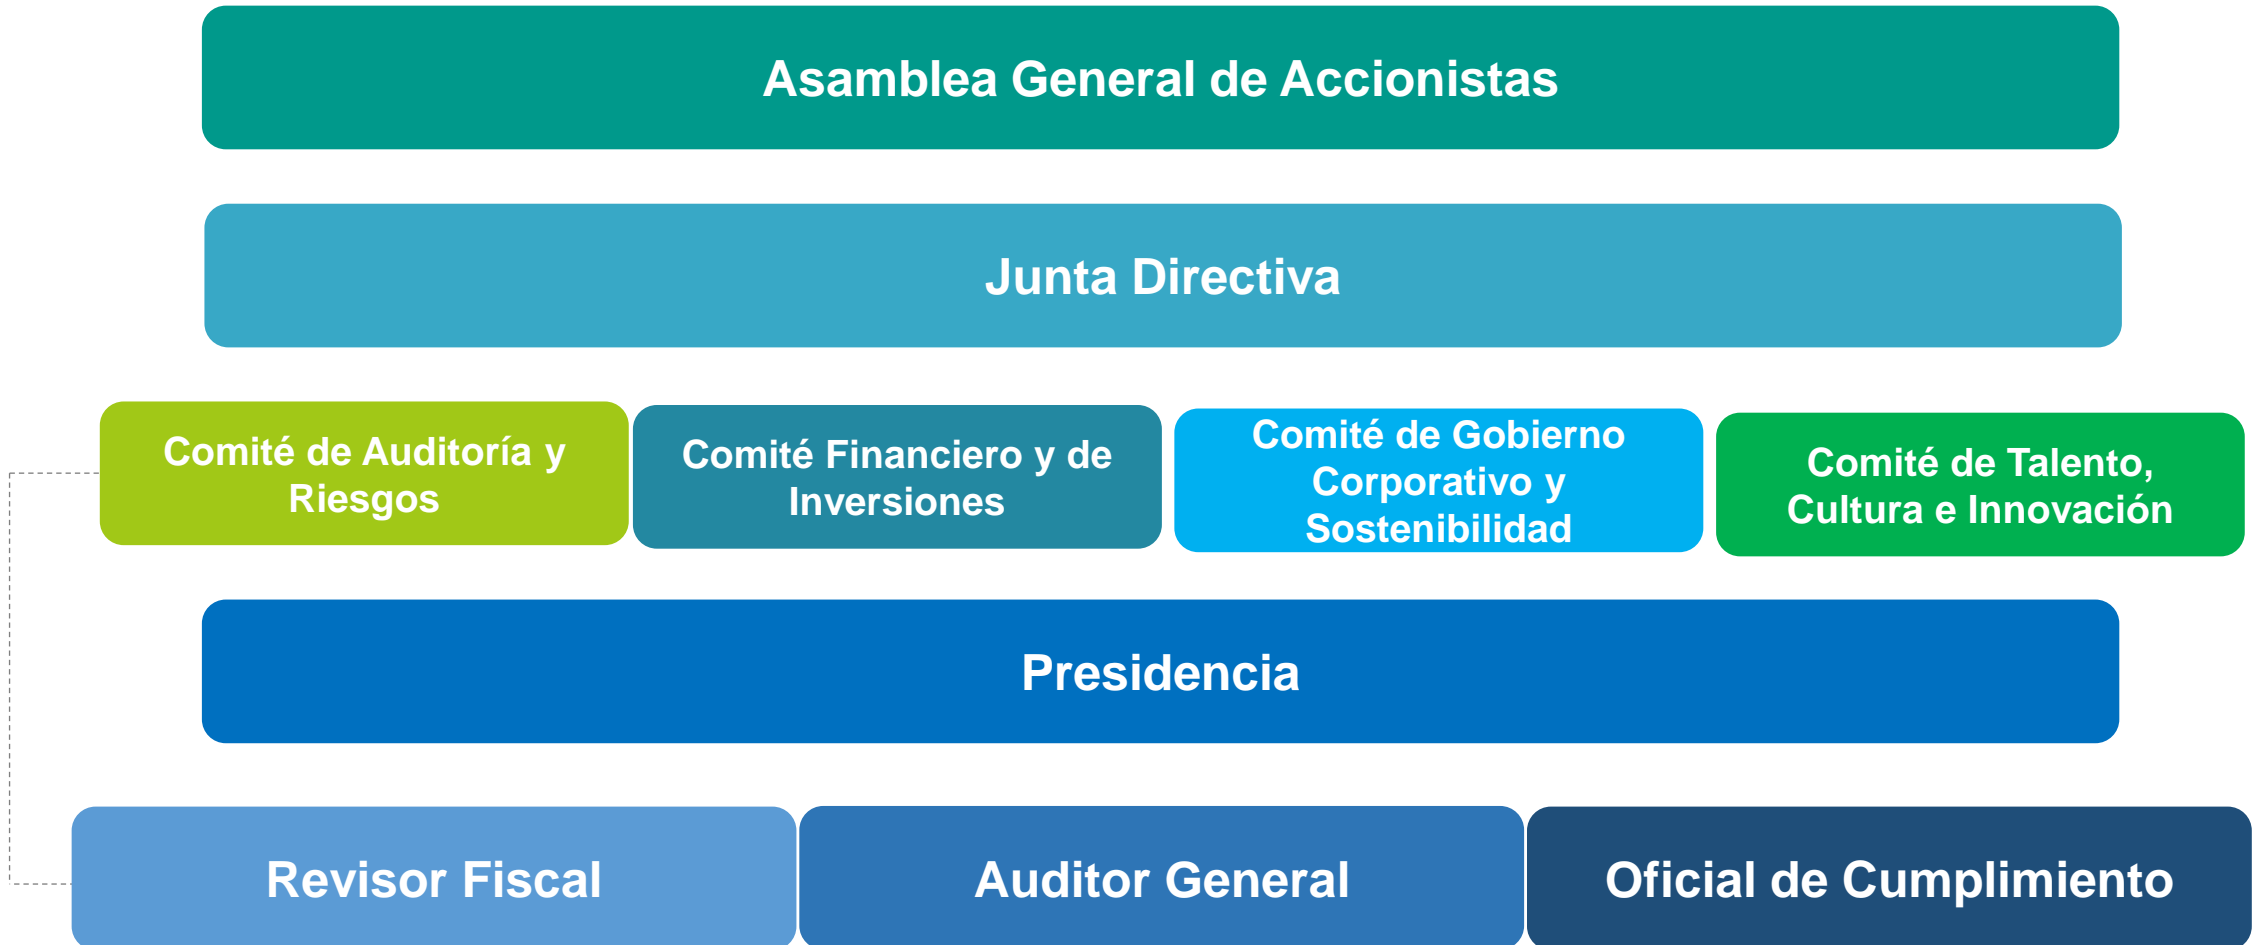 Asamblea General de Accionistas
Junta Directiva
Comité de Auditoría y
Riesgos
Comité Financiero y de
Inversiones
Comité de Gobierno
Corporativo y
Sostenibilidad
Comité de Talento,
Cultura e Innovación
Presidencia
Revisor Fiscal
Auditor General
Oficial de Cumplimiento